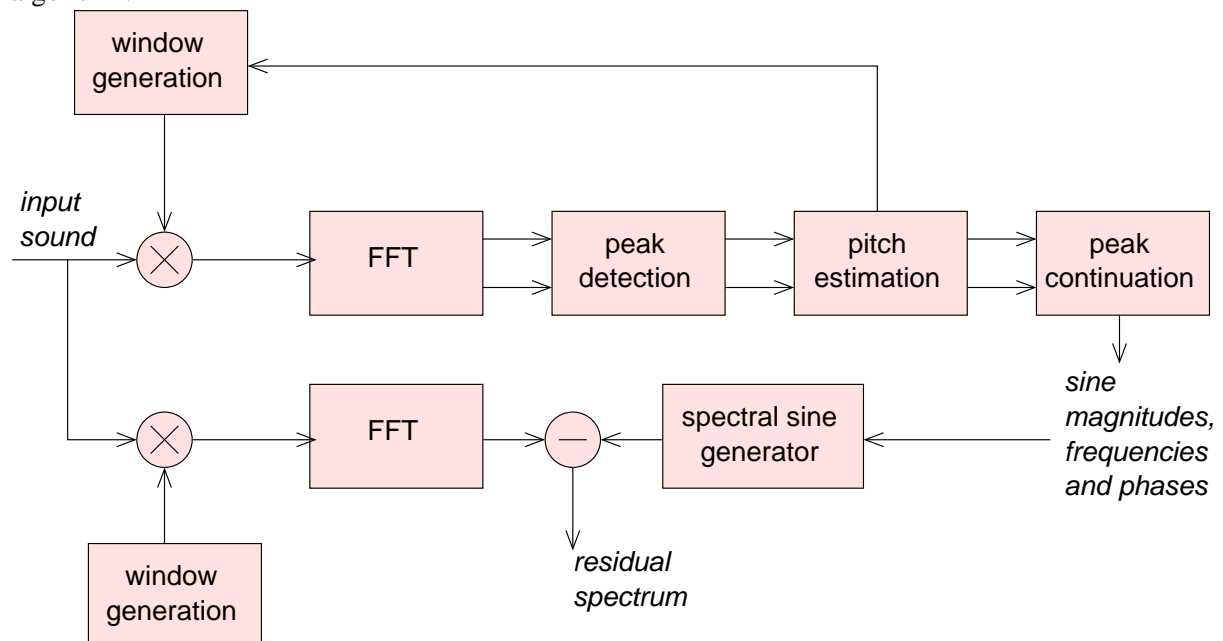 window
generation
input
sound
FFT
peak
detection
pitch
estimation
peak
continuation
FFT
spectral sine
generator
sine
magnitudes,
frequencies
and phases
window
generation
residual
spectrum